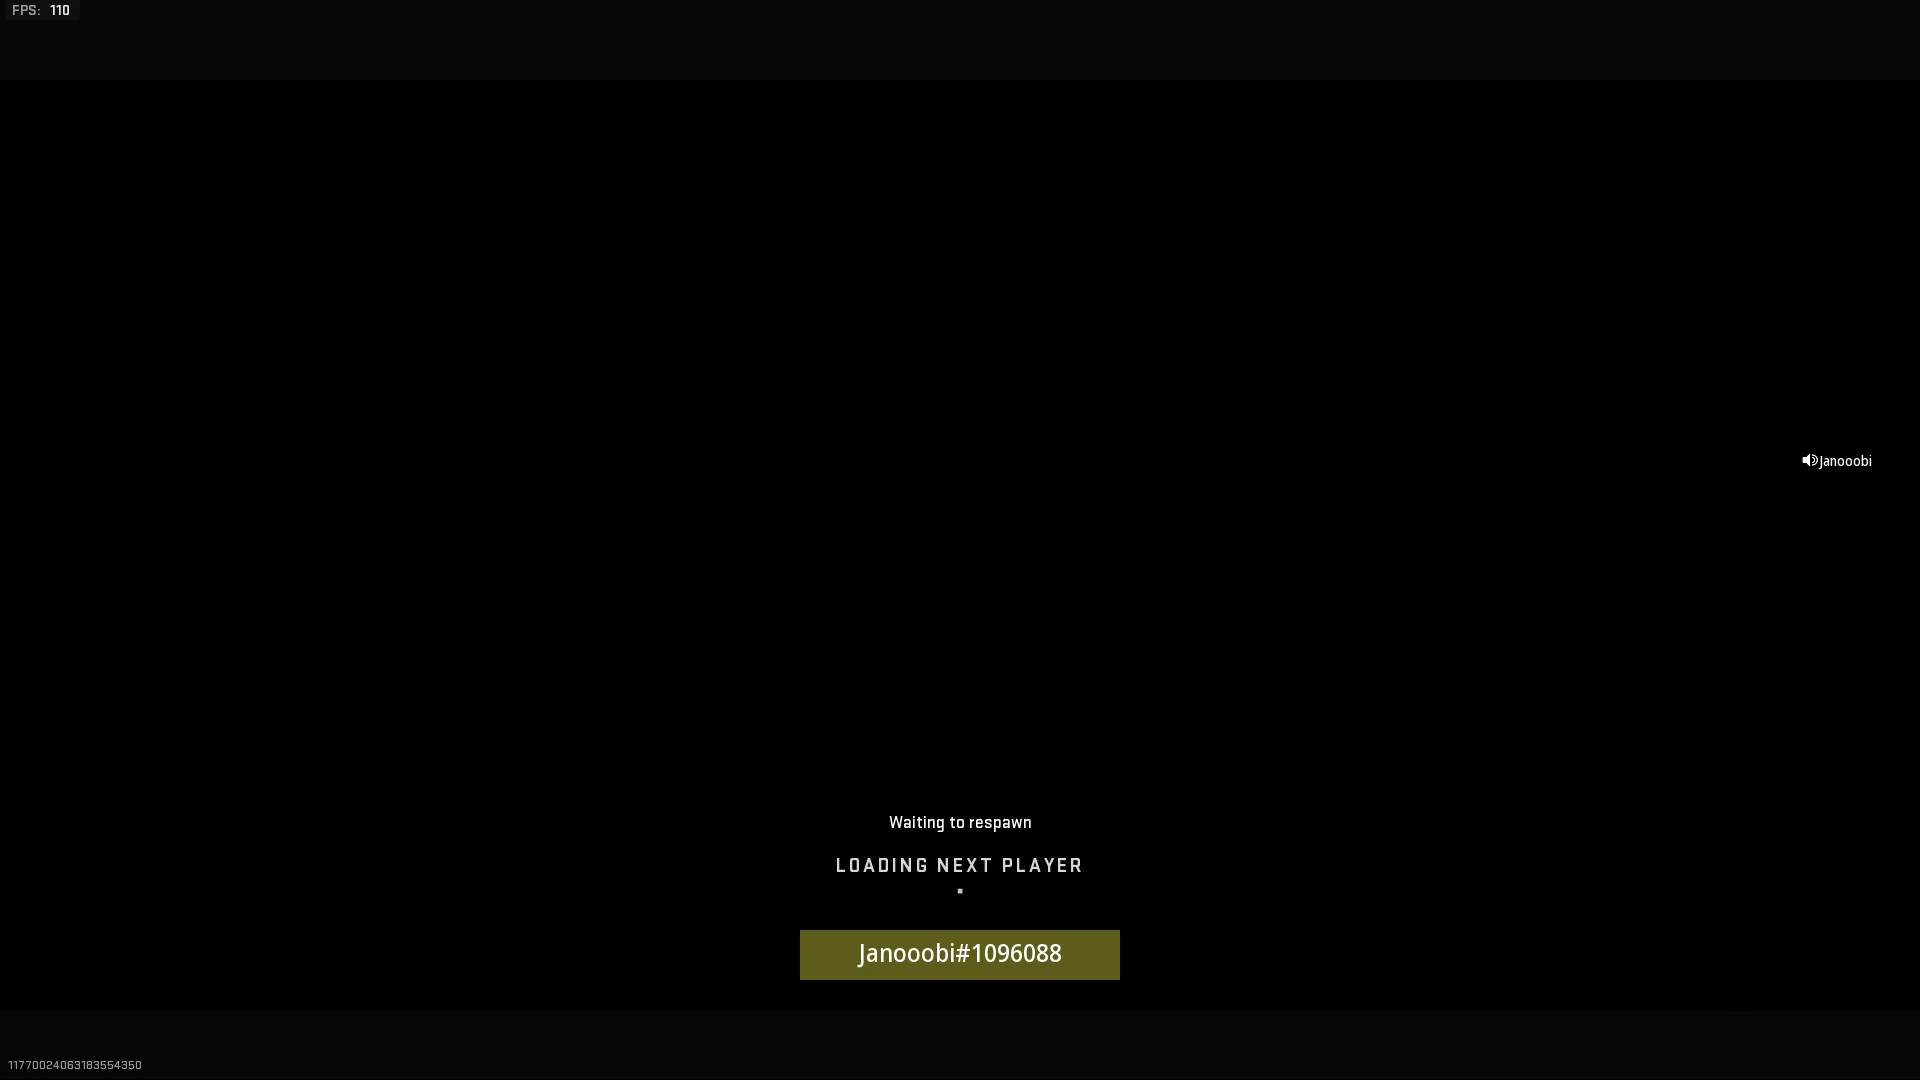 FPS: 110
Janooobi
Waiting to respawn
LOADING NEXT PLAYER
Janooobi#1096088
11770024063183554350